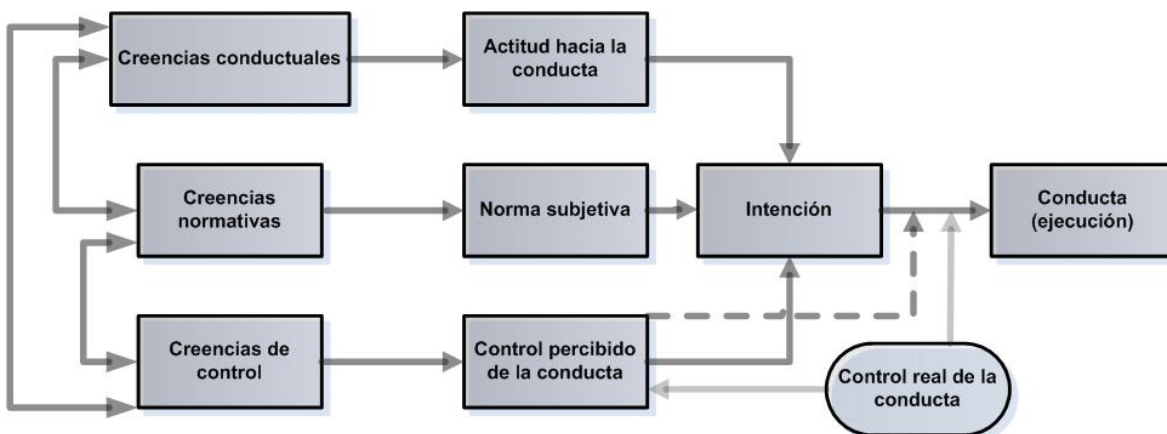 Creencias conductuales
Actitud hacia la
conducta
Creencias
normativas
Norma subjetiva
Intención
Conducta
(ejecución)
Creencias de
control
Control percibido
de la conducta
Control real de la
conducta